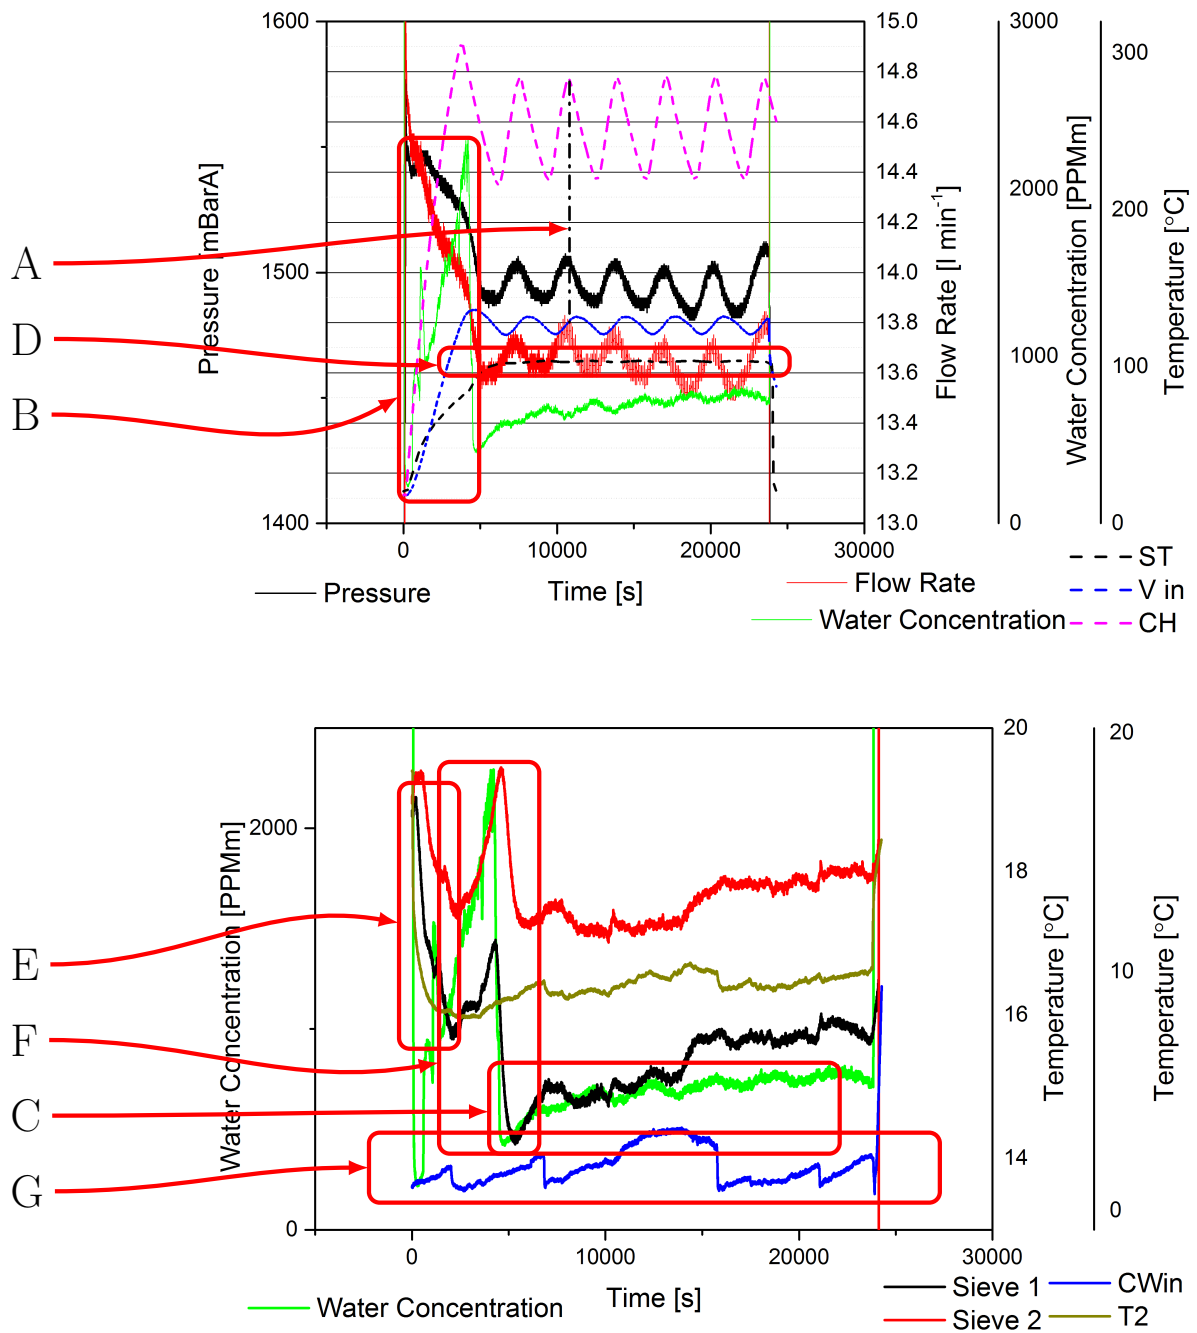 1600
1500
1400
Pressure [mBarA]
15.0
14.8
14.6
14.4
14.2
14.0
13.8
13.6
13.4
13.2
13.0
Flow Rate [l min⁻¹]
3000
2000
1000
0
Water Concentration [PPMm]
300
200
100
0
Temperature [°C]
A
D
B
0 10000 20000 30000
Time [s]
Pressure
Flow Rate
Water Concentration
ST
V in
CH
2000
0
Water Concentration [PPMm]
20
18
16
14
Temperature [°C]
20
10
0
Temperature [°C]
E
F
C
G
0 10000 20000 30000
Time [s]
Water Concentration
Sieve 1 CWin
Sieve 2 T2